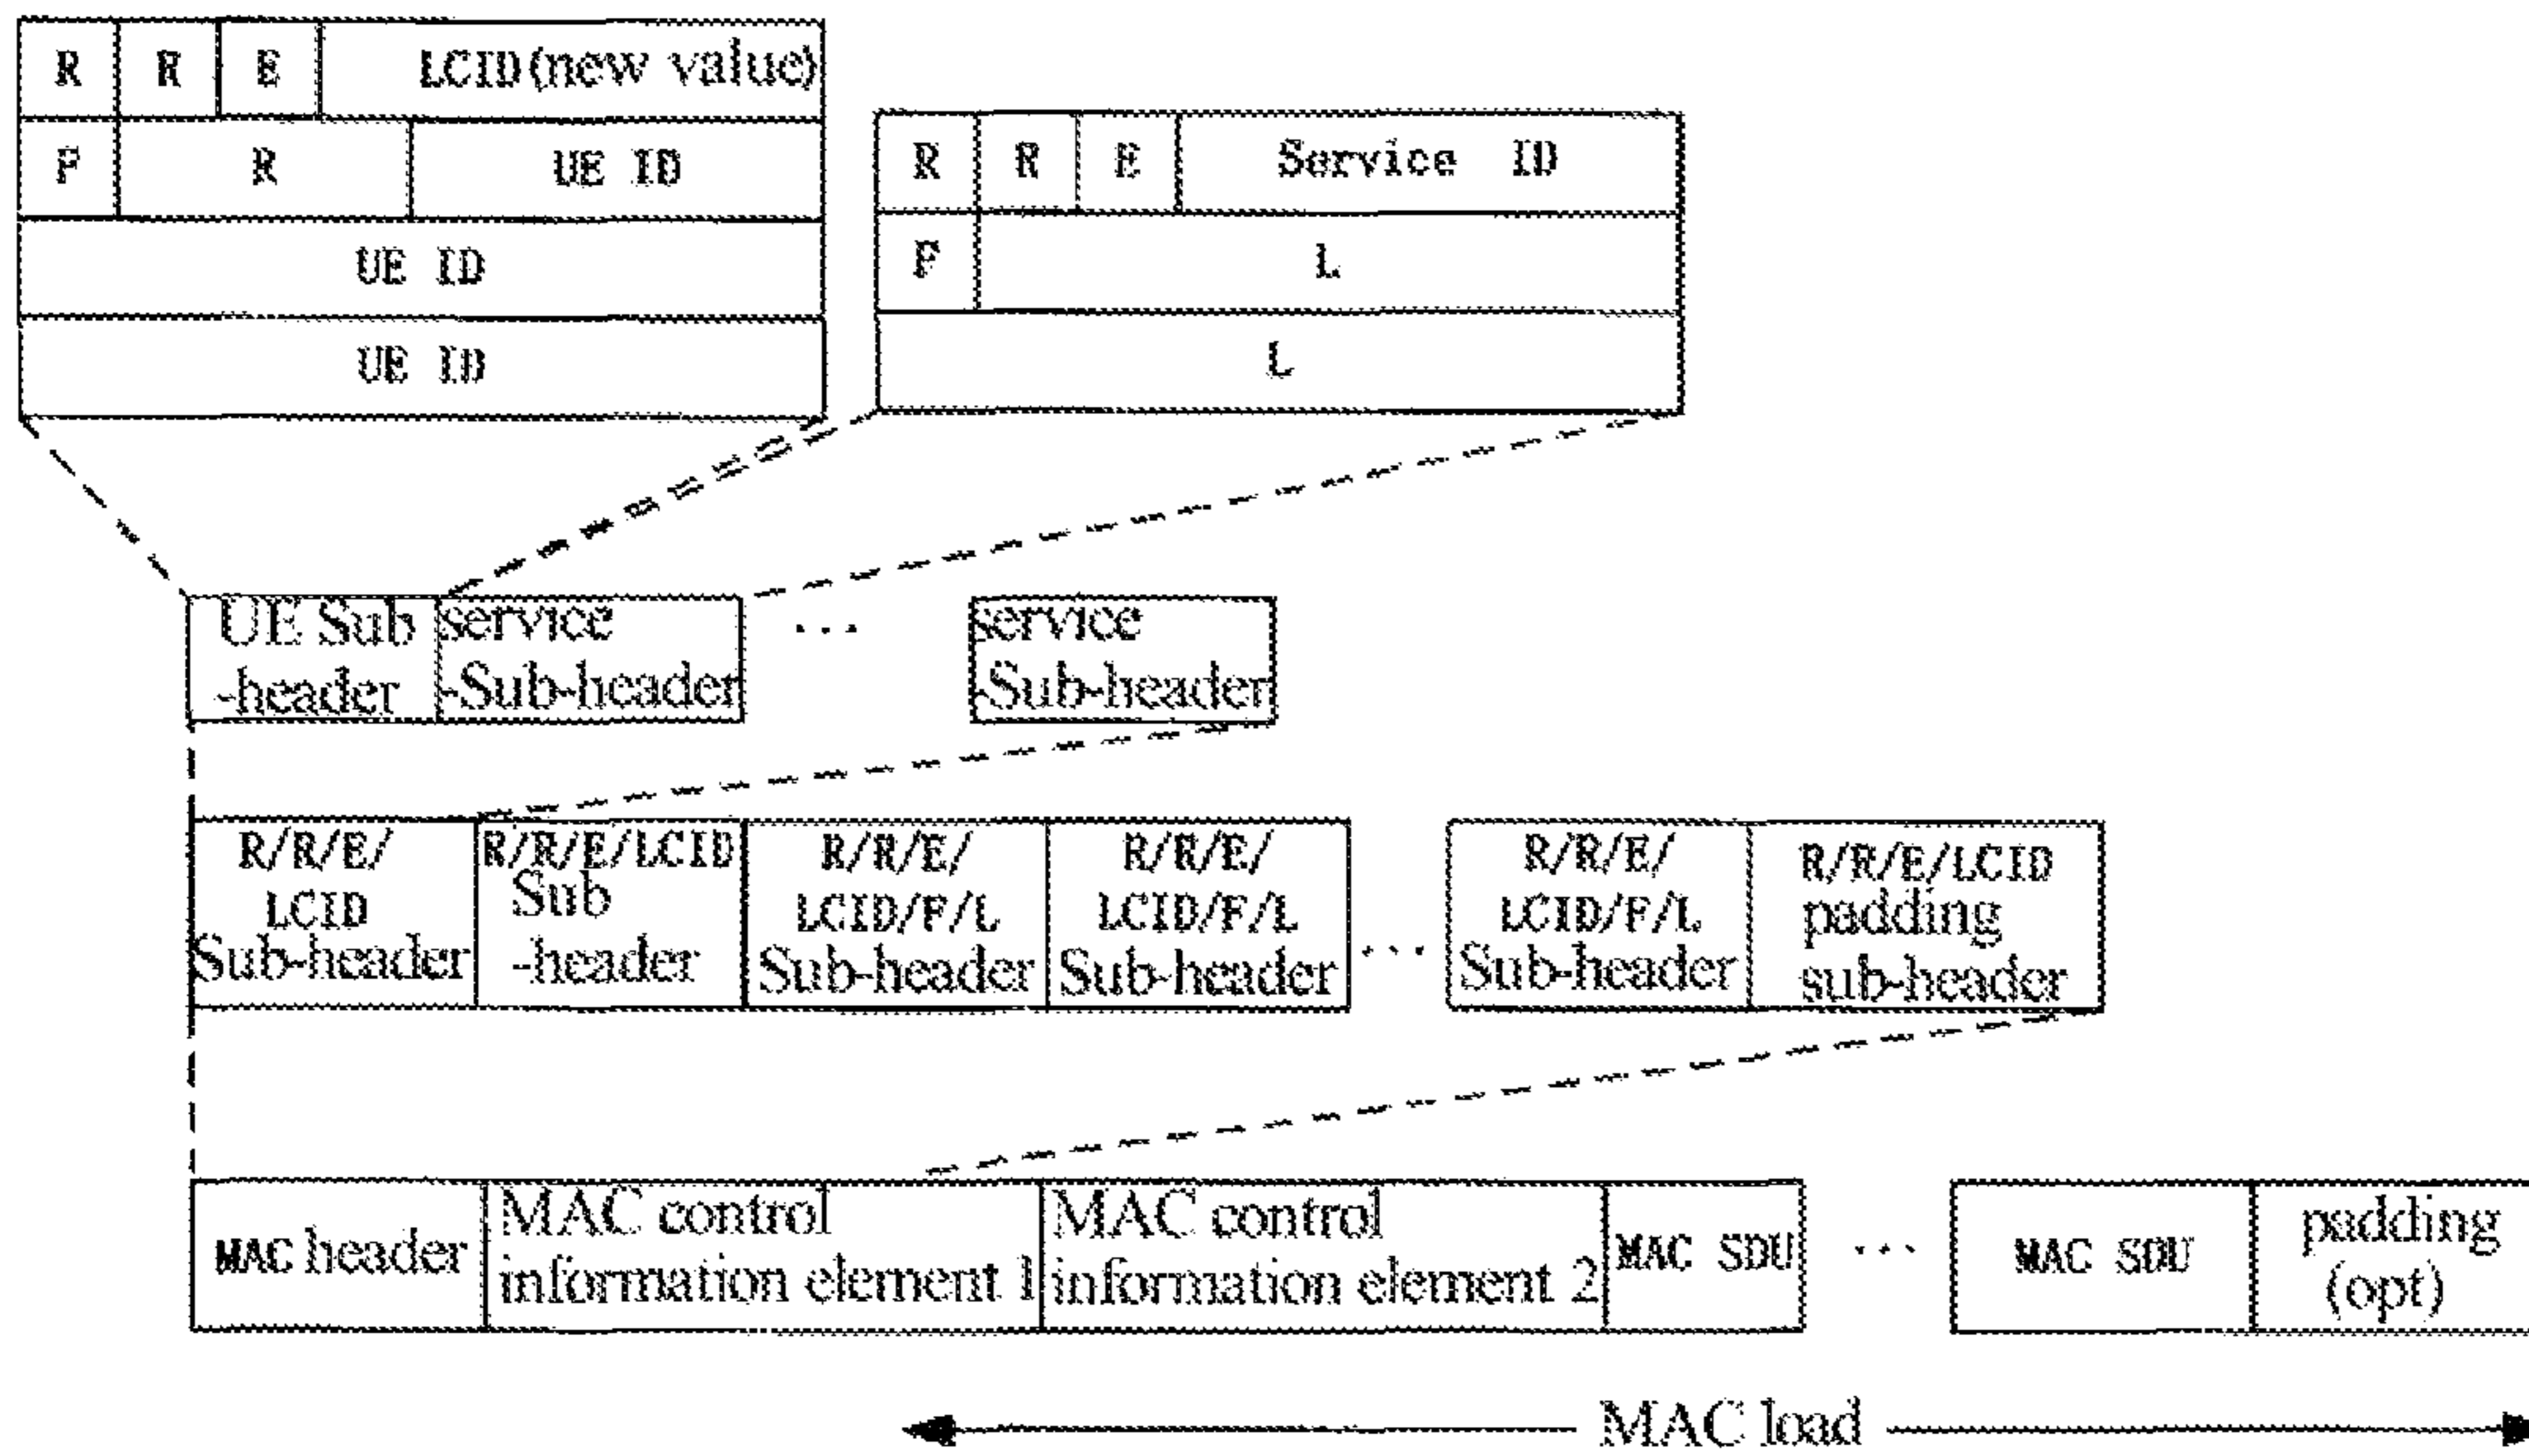 R R E LCID(new value)
F R UE ID
UE ID
UE ID
R R E Service ID
F L
L
UE Sub
-header
service
-Sub-header
...
service
-Sub-header
R/R/E/
LCID
Sub-header
R/R/E/LCID
Sub
-header
R/R/E/
LCID/F/L
Sub-header
R/R/E/
LCID/F/L
Sub-header
...
R/R/E/
LCID/F/L
Sub-header
R/R/E/LCID
padding
sub-header
MAC header
MAC control
information element 1
MAC control
information element 2
MAC SDU
...
MAC SDU
padding
(opt)
MAC load